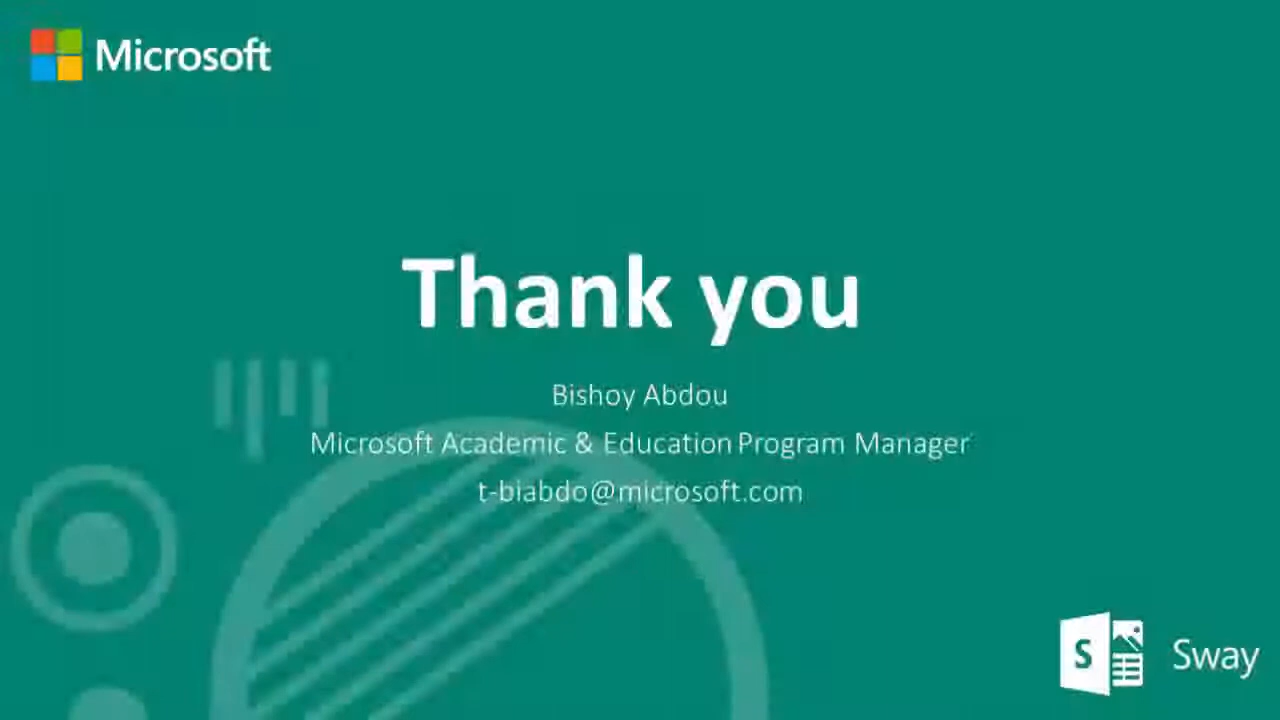 Microsoft
Thank you
Bishoy Abdou
Microsoft Academic & Education Program Manager
t-biabdo@microsoft.com
S
Sway